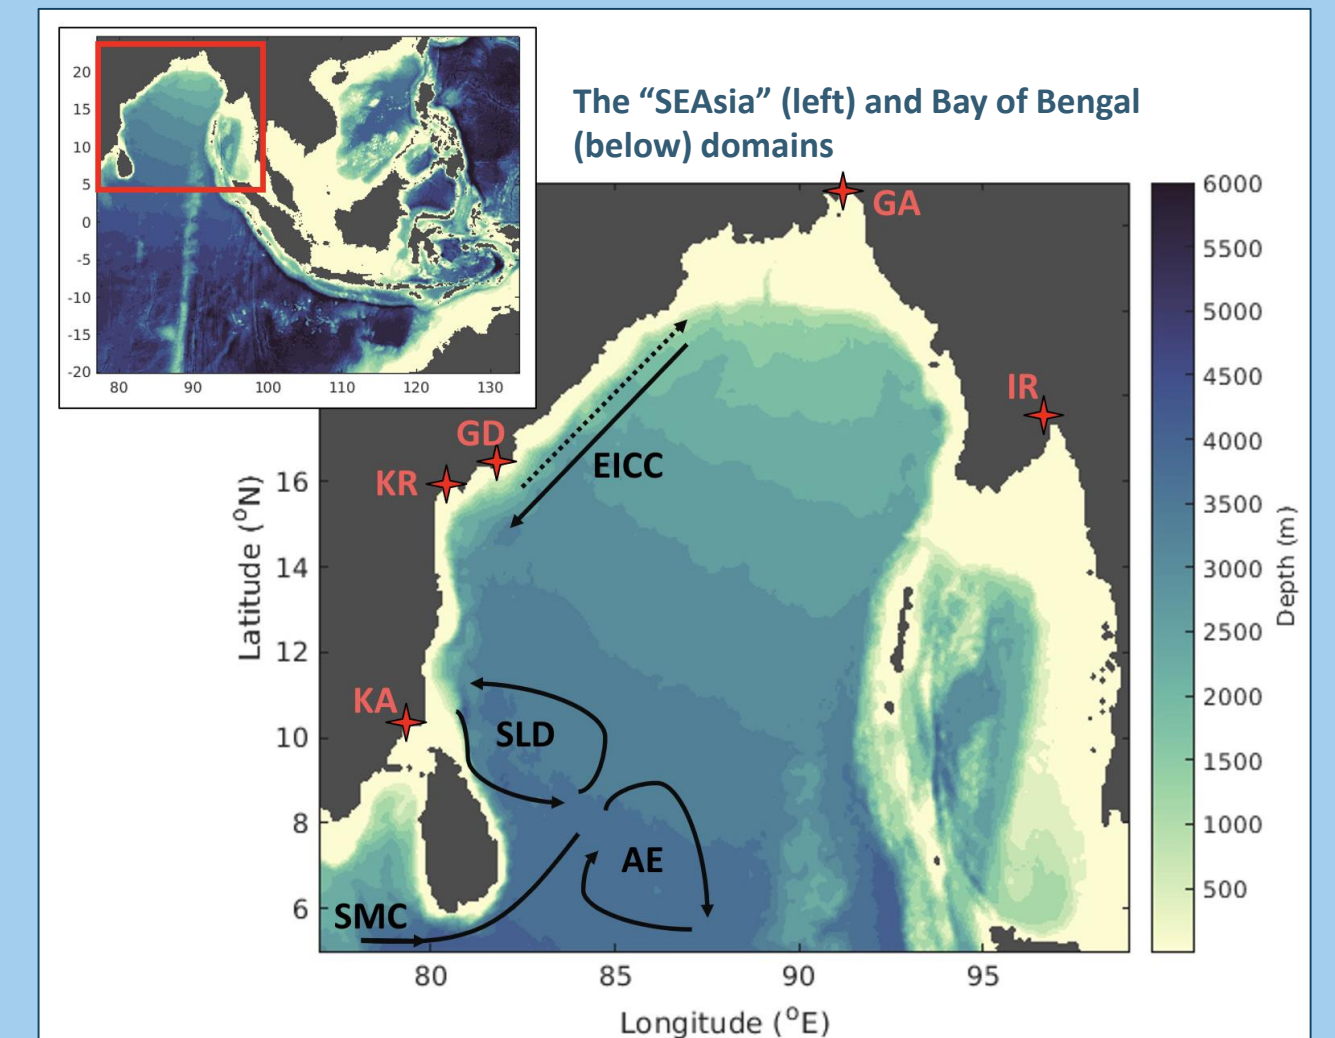 The “SEAsia” (left) and Bay of Bengal
(below) domains
20
15
10
5
0
-5
-10
-15
-20
80 90 100 110 120 130
GA
IR
GD
KR
EICC
KA
SLD
AE
SMC
16
14
12
10
8
6
Latitude (°N)
80 85 90 95
Longitude (°E)
6000
5500
5000
4500
4000
3500
3000
2500
2000
1500
1000
500
Depth (m)